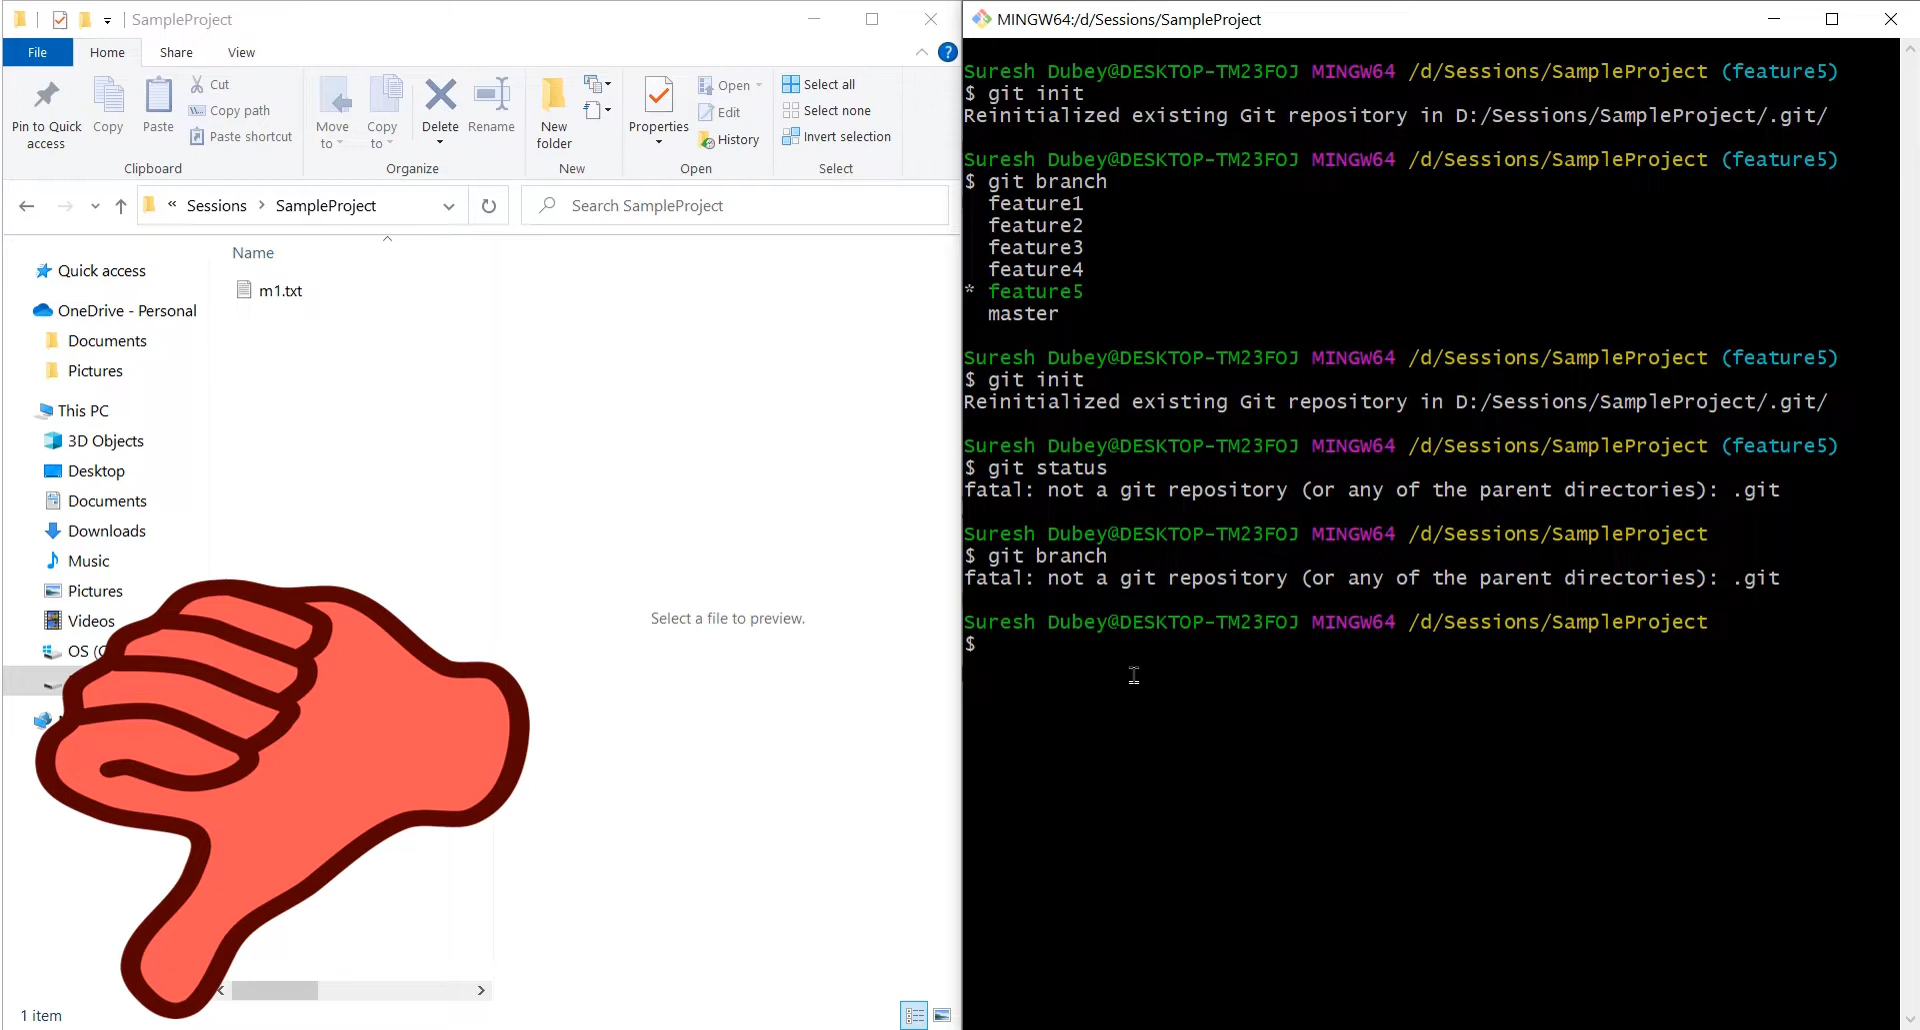 SampleProject
File
Home
Share
View
Pin to Quick
access
Copy
Paste
Cut
Copy path
Paste shortcut
Clipboard
Move
to
Copy
to
Delete
Rename
Organize
New
folder
New
Properties
Open
Edit
History
Open
Select all
Select none
Invert selection
Select
« Sessions > SampleProject
Search SampleProject
Name
Quick access
OneDrive - Personal
Documents
Pictures
This PC
3D Objects
Desktop
Documents
Downloads
Music
Pictures
Videos
OS (
m1.txt
Select a file to preview.
1 item
MINGW64:/d/Sessions/SampleProject
Suresh Dubey@DESKTOP-TM23FOJ MINGW64 /d/Sessions/SampleProject (feature5)
$ git init
Reinitialized existing Git repository in D:/Sessions/SampleProject/.git/
Suresh Dubey@DESKTOP-TM23FOJ MINGW64 /d/Sessions/SampleProject (feature5)
$ git branch
feature1
feature2
feature3
feature4
* feature5
master
Suresh Dubey@DESKTOP-TM23FOJ MINGW64 /d/Sessions/SampleProject (feature5)
$ git init
Reinitialized existing Git repository in D:/Sessions/SampleProject/.git/
Suresh Dubey@DESKTOP-TM23FOJ MINGW64 /d/Sessions/SampleProject (feature5)
$ git status
fatal: not a git repository (or any of the parent directories): .git
Suresh Dubey@DESKTOP-TM23FOJ MINGW64 /d/Sessions/SampleProject
$ git branch
fatal: not a git repository (or any of the parent directories): .git
Suresh Dubey@DESKTOP-TM23FOJ MINGW64 /d/Sessions/SampleProject
$